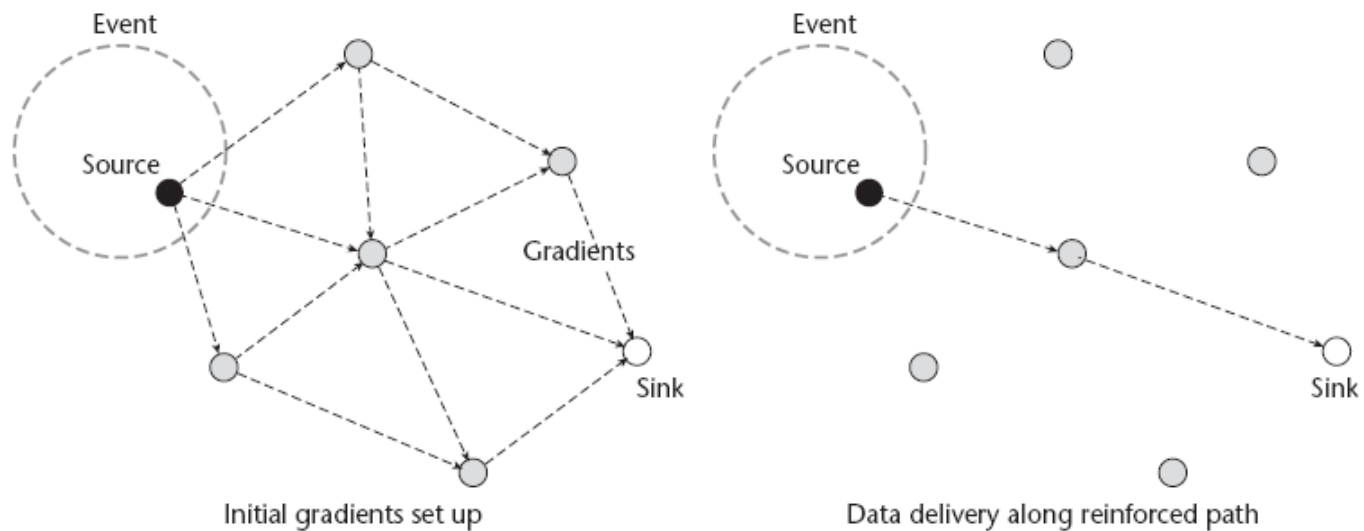 Event
Source
Gradients
Sink
Initial gradients set up
Event
Source
Sink
Data delivery along reinforced path